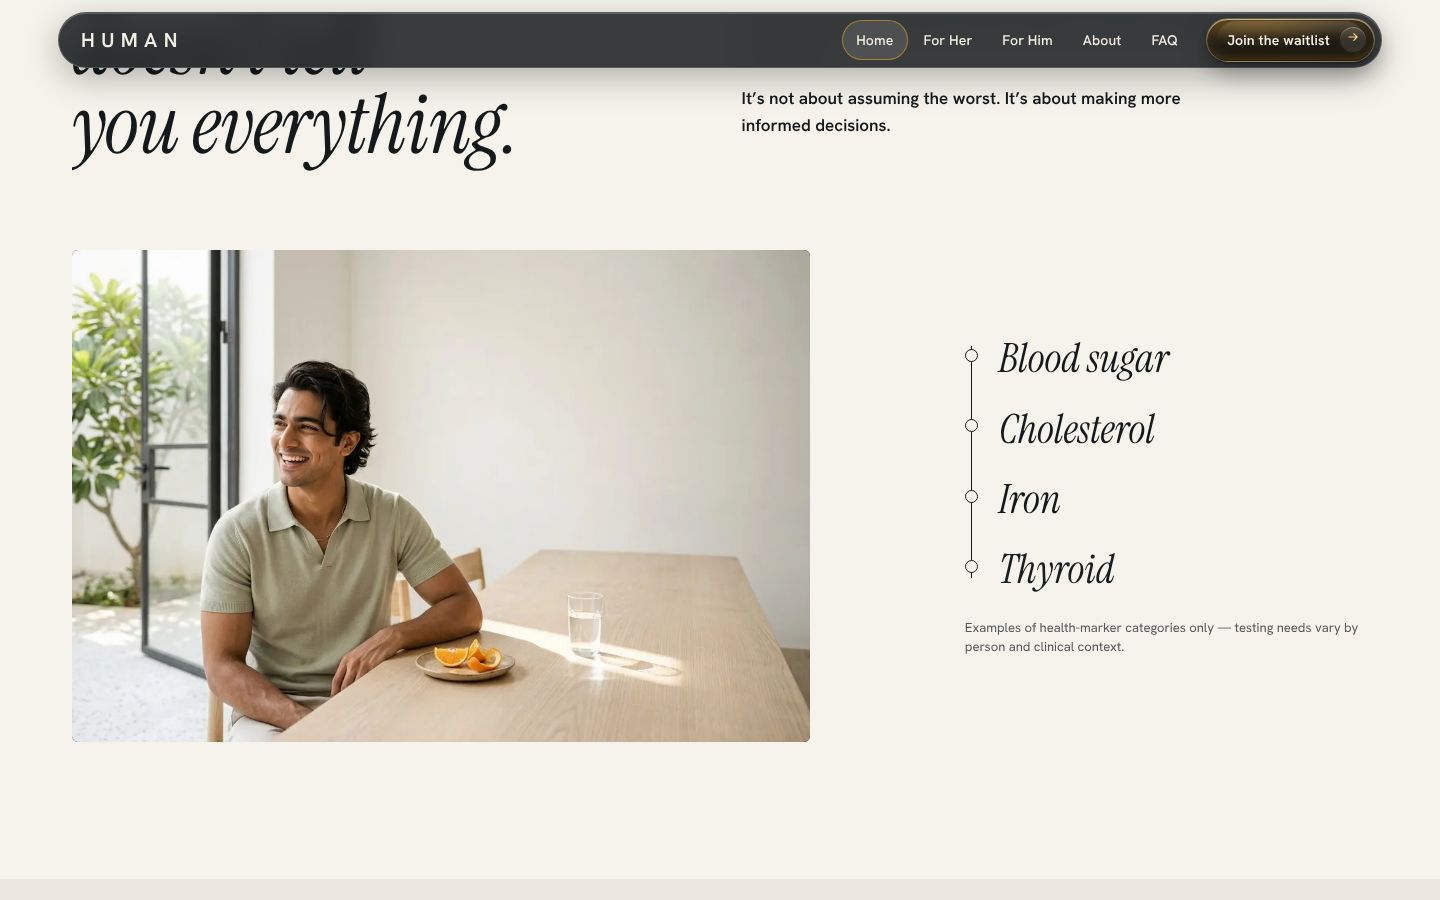 HUMAN
Home
For Her
For Him
About
FAQ
Join the waitlist →
you everything.
It’s not about assuming the worst. It’s about making more
informed decisions.
Blood sugar
Cholesterol
Iron
Thyroid
Examples of health-marker categories only — testing needs vary by
person and clinical context.